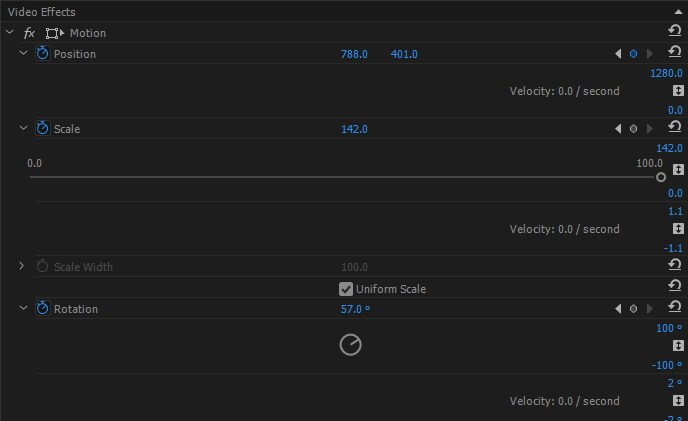 Video Effects
fx Motion
Position 788.0 401.0
1280.0
Velocity: 0.0 / second
0.0
Scale 142.0
142.0
0.0 100.0
0.0
1.1
Velocity: 0.0 / second
-1.1
Scale Width 100.0
Uniform Scale
Rotation 57.0 °
100 °
-100 °
2 °
Velocity: 0.0 / second
-2 °